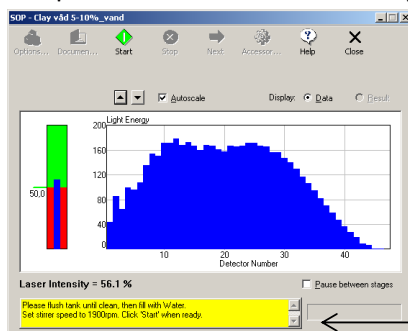 SOP - Clay våd 5-10%_vand
Options... Documen... Start Stop Next Accessor... Help Close
Autoscale Display: Data Result
Light Energy
200
160
120
80
40
0
50,0
10 20 30 40
Detector Number
Laser Intensity = 56.1 %
Pause between stages
Please flush tank until clean, then fill with Water.
Set stirrer speed to 1900rpm. Click 'Start' when ready.